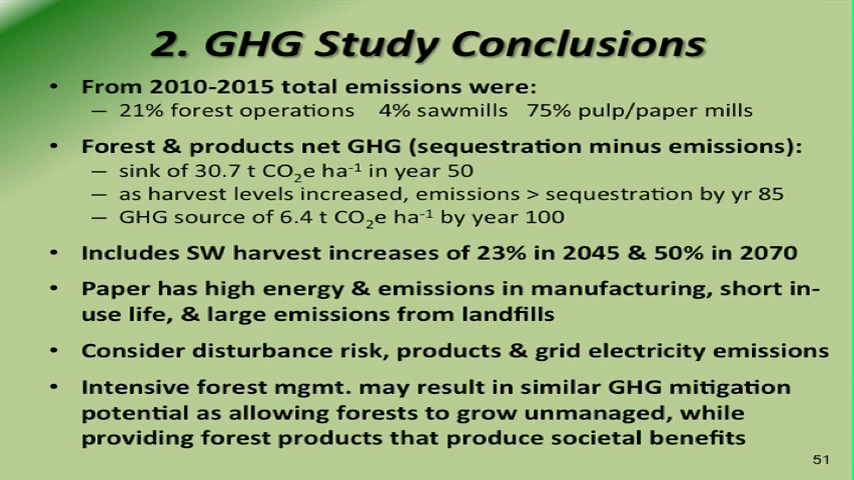 2. GHG Study Conclusions
• From 2010-2015 total emissions were:
– 21% forest operations 4% sawmills 75% pulp/paper mills
• Forest & products net GHG (sequestration minus emissions):
– sink of 30.7 t CO₂e ha⁻¹ in year 50
– as harvest levels increased, emissions > sequestration by yr 85
– GHG source of 6.4 t CO₂e ha⁻¹ by year 100
• Includes SW harvest increases of 23% in 2045 & 50% in 2070
• Paper has high energy & emissions in manufacturing, short in-
use life, & large emissions from landfills
• Consider disturbance risk, products & grid electricity emissions
• Intensive forest mgmt. may result in similar GHG mitigation
potential as allowing forests to grow unmanaged, while
providing forest products that produce societal benefits
51